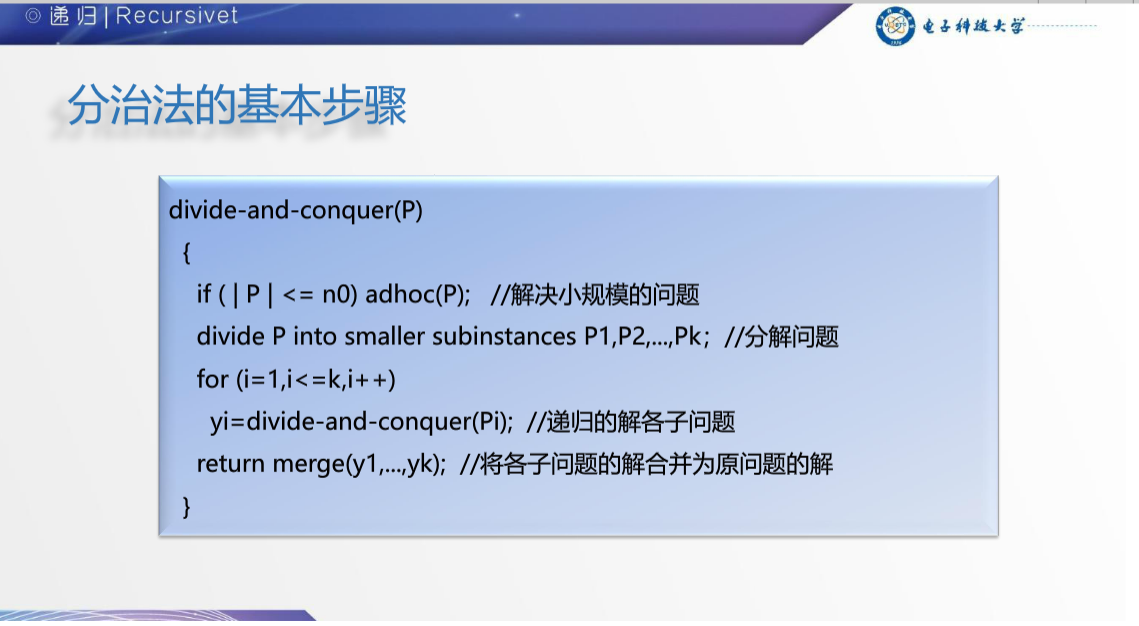 ◎ 递归 | Recursivet
电子科技大学
分治法的基本步骤
divide-and-conquer(P)
{
if ( | P | <= n0) adhoc(P); //解决小规模的问题
divide P into smaller subinstances P1,P2,...,Pk；//分解问题
for (i=1,i<=k,i++)
yi=divide-and-conquer(Pi); //递归的解各子问题
return merge(y1,...,yk); //将各子问题的解合并为原问题的解
}